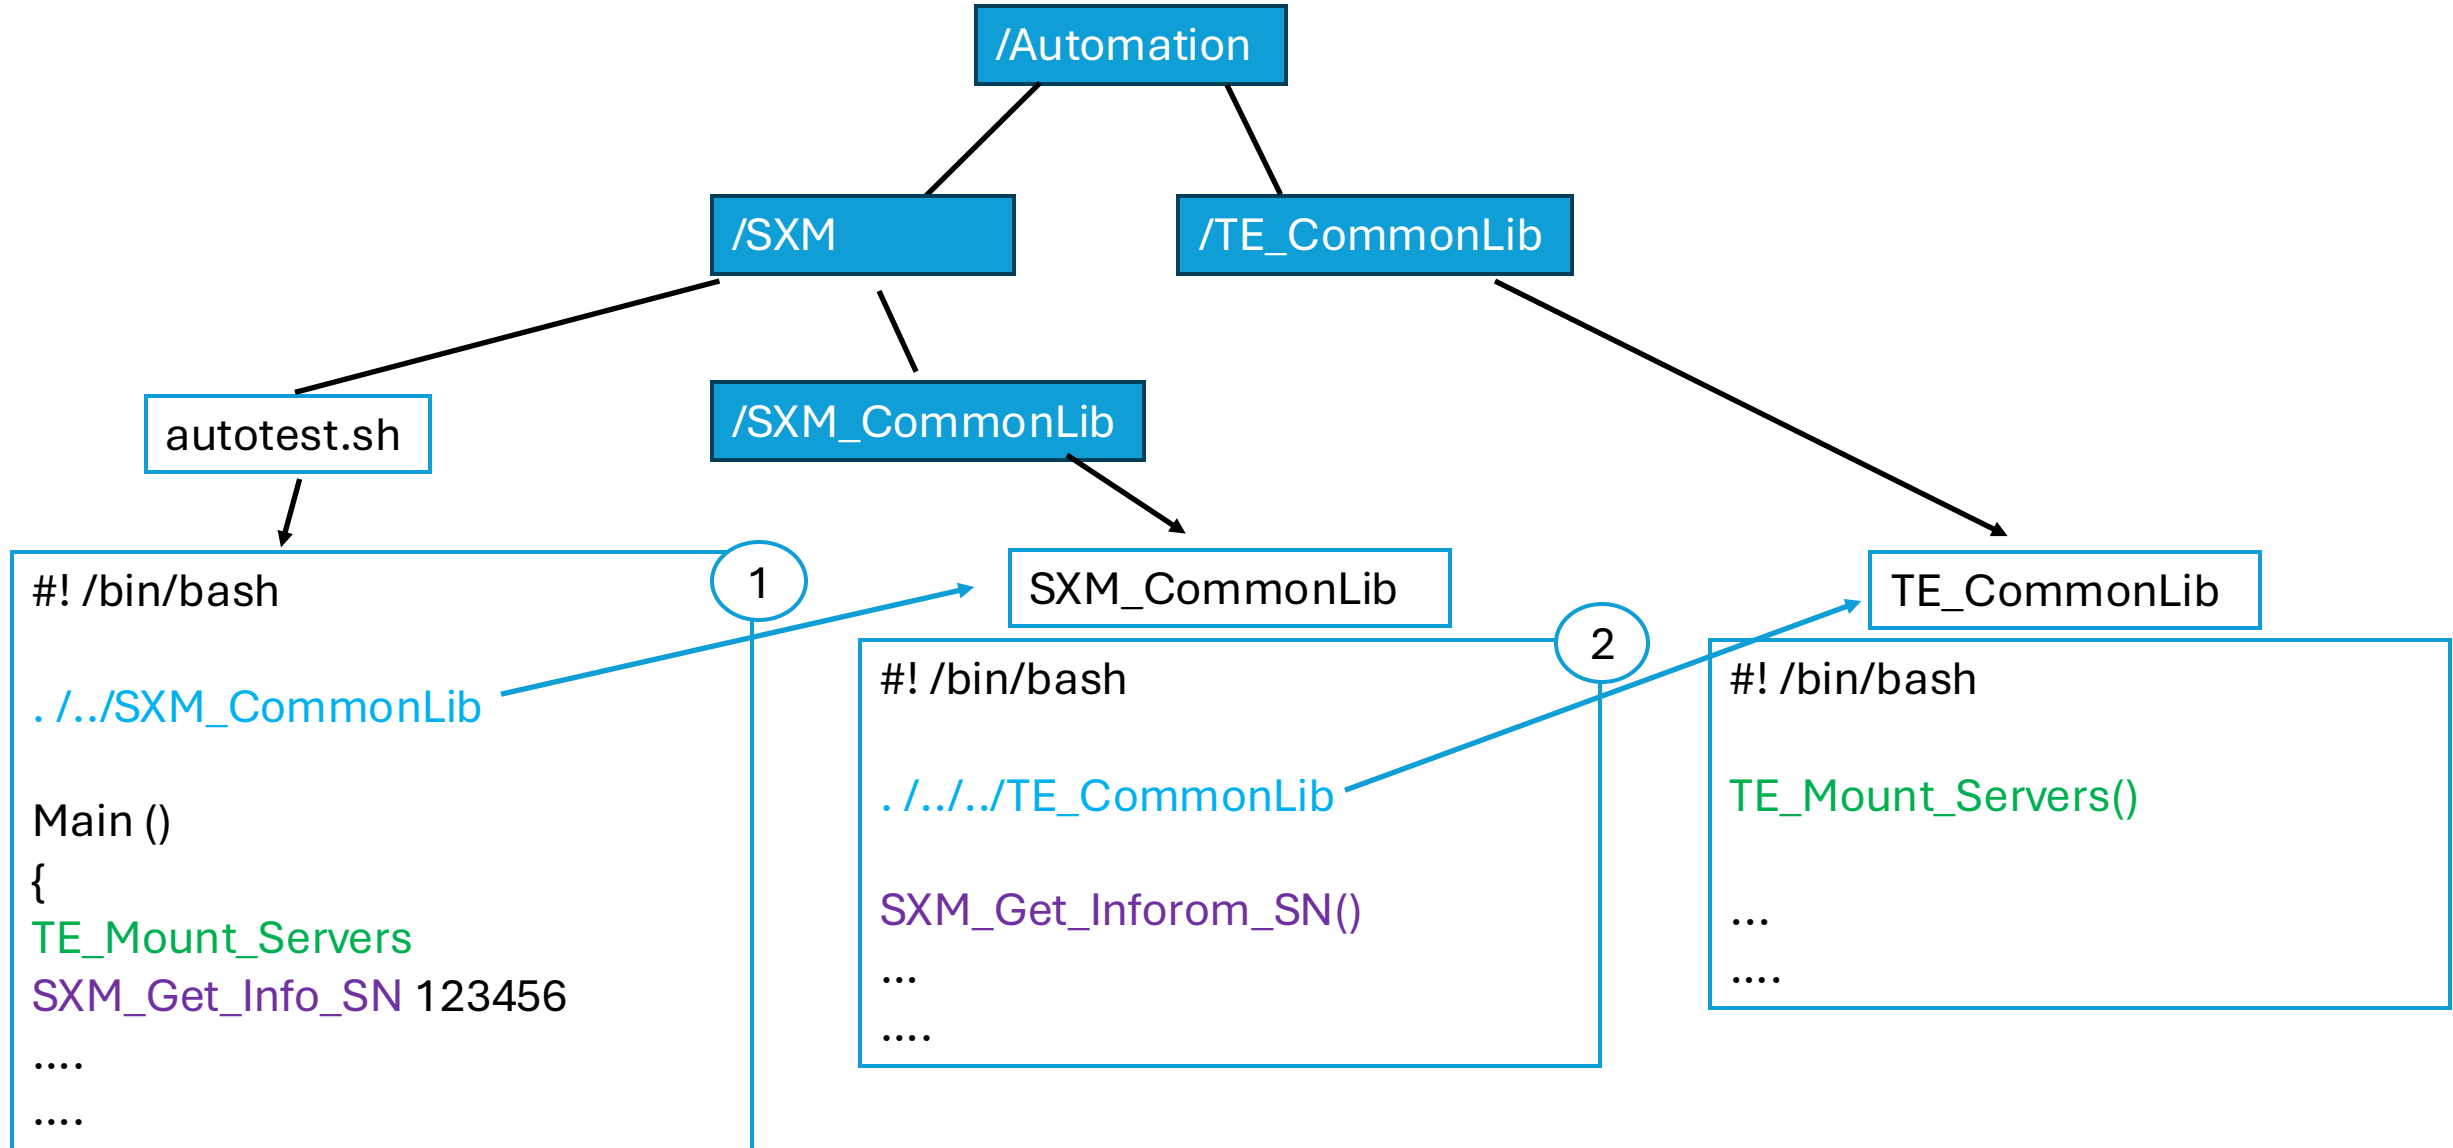 /Automation
/SXM
/TE_CommonLib
autotest.sh
/SXM_CommonLib
1
#! /bin/bash
. /../SXM_CommonLib
Main ()
{
TE_Mount_Servers
SXM_Get_Info_SN 123456
....
....
SXM_CommonLib
2
#! /bin/bash
. /../../TE_CommonLib
SXM_Get_Inforom_SN()
...
....
TE_CommonLib
#! /bin/bash
TE_Mount_Servers()
...
....